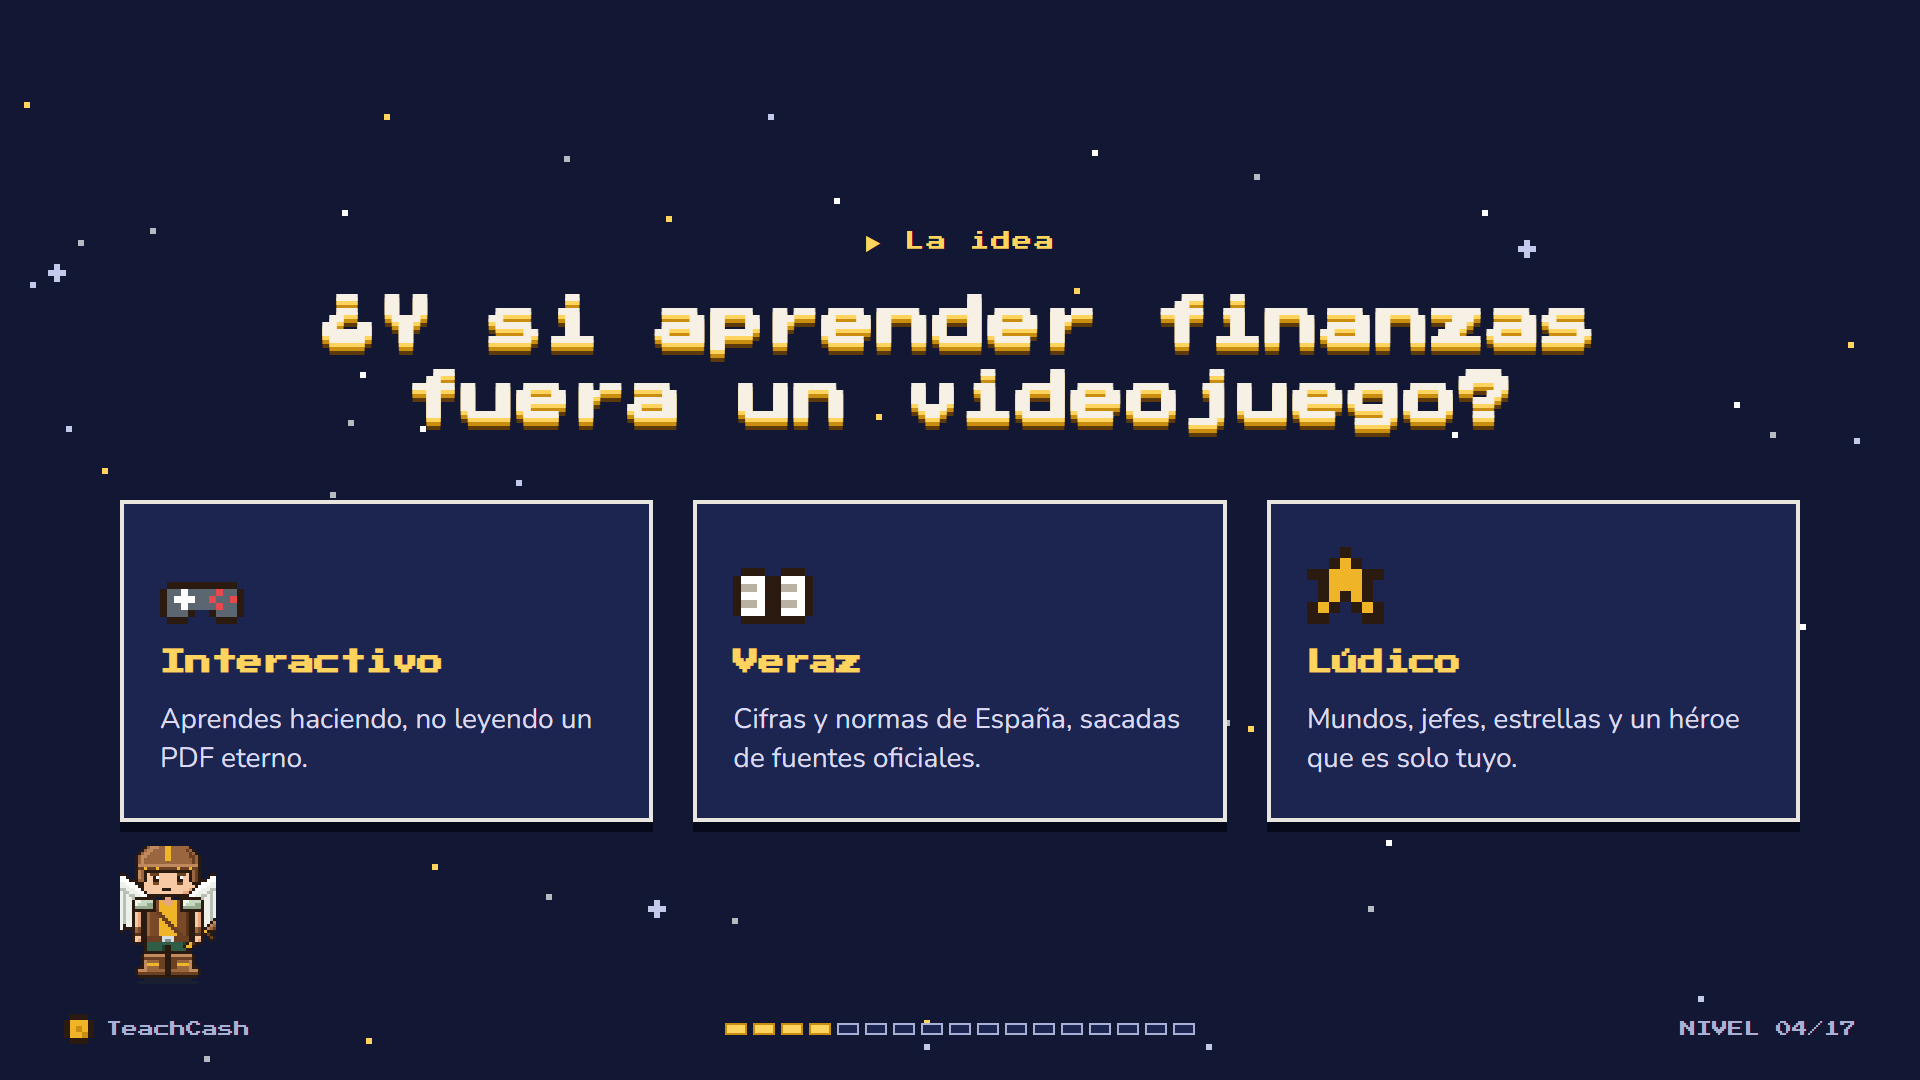 La idea
¿Y si aprender finanzas
fuera un videojuego?
Interactivo
Aprendes haciendo, no leyendo un
PDF eterno.
Veraz
Cifras y normas de España, sacadas
de fuentes oficiales.
Lúdico
Mundos, jefes, estrellas y un héroe
que es solo tuyo.
TeachCash
NIVEL 04/17